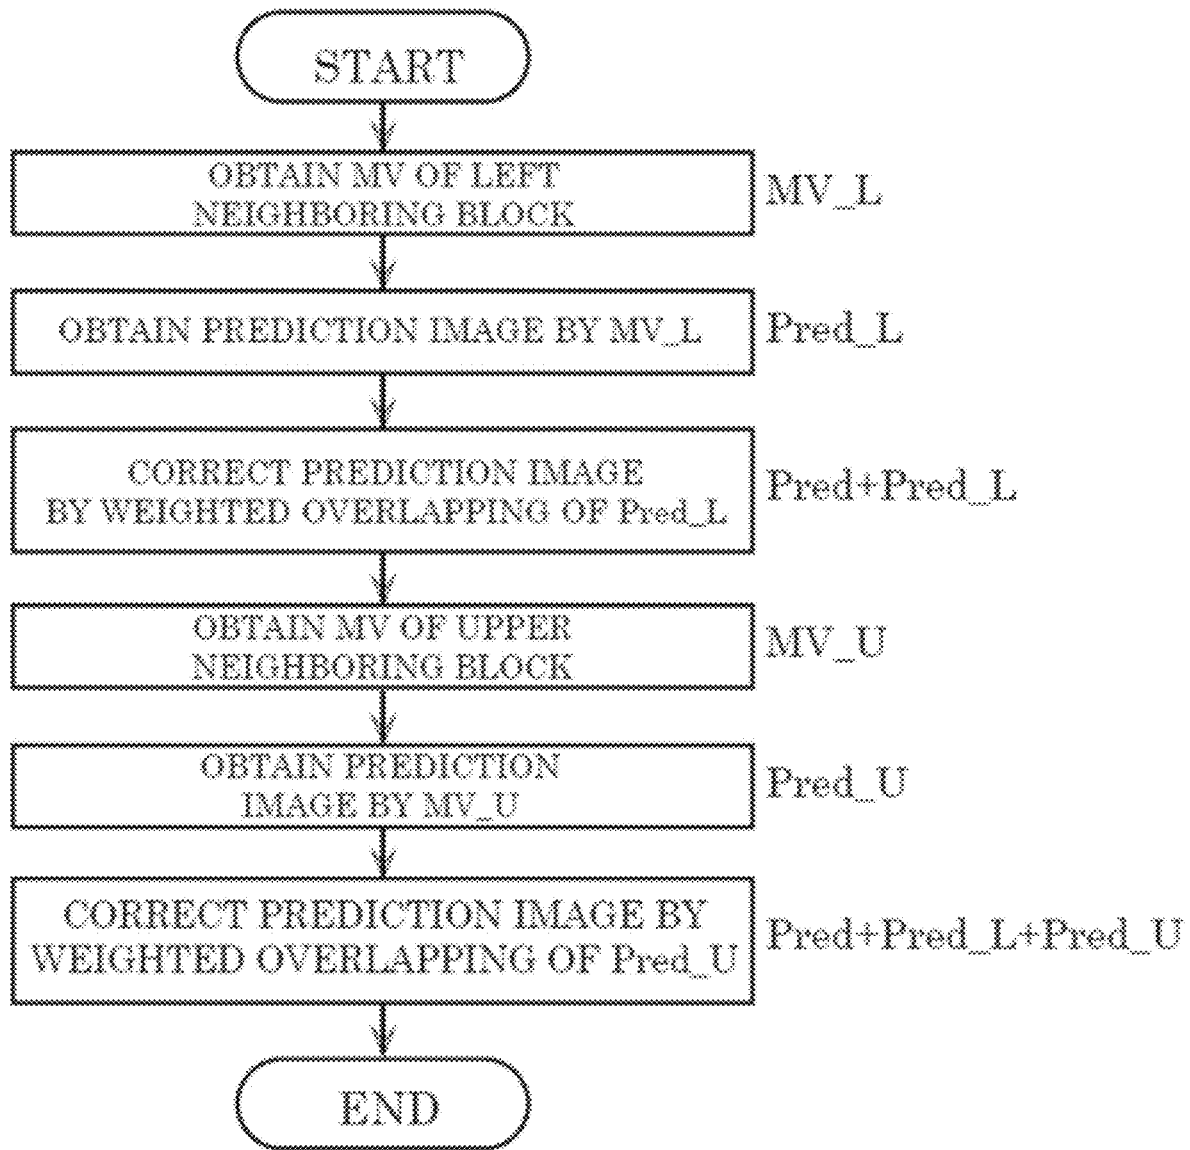 START
OBTAIN MV OF LEFT
NEIGHBORING BLOCK
MV_L
OBTAIN PREDICTION IMAGE BY MV_L
Pred_L
CORRECT PREDICTION IMAGE
BY WEIGHTED OVERLAPPING OF Pred_L
Pred+Pred_L
OBTAIN MV OF UPPER
NEIGHBORING BLOCK
MV_U
OBTAIN PREDICTION
IMAGE BY MV_U
Pred_U
CORRECT PREDICTION IMAGE BY
WEIGHTED OVERLAPPING OF Pred_U
Pred+Pred_L+Pred_U
END